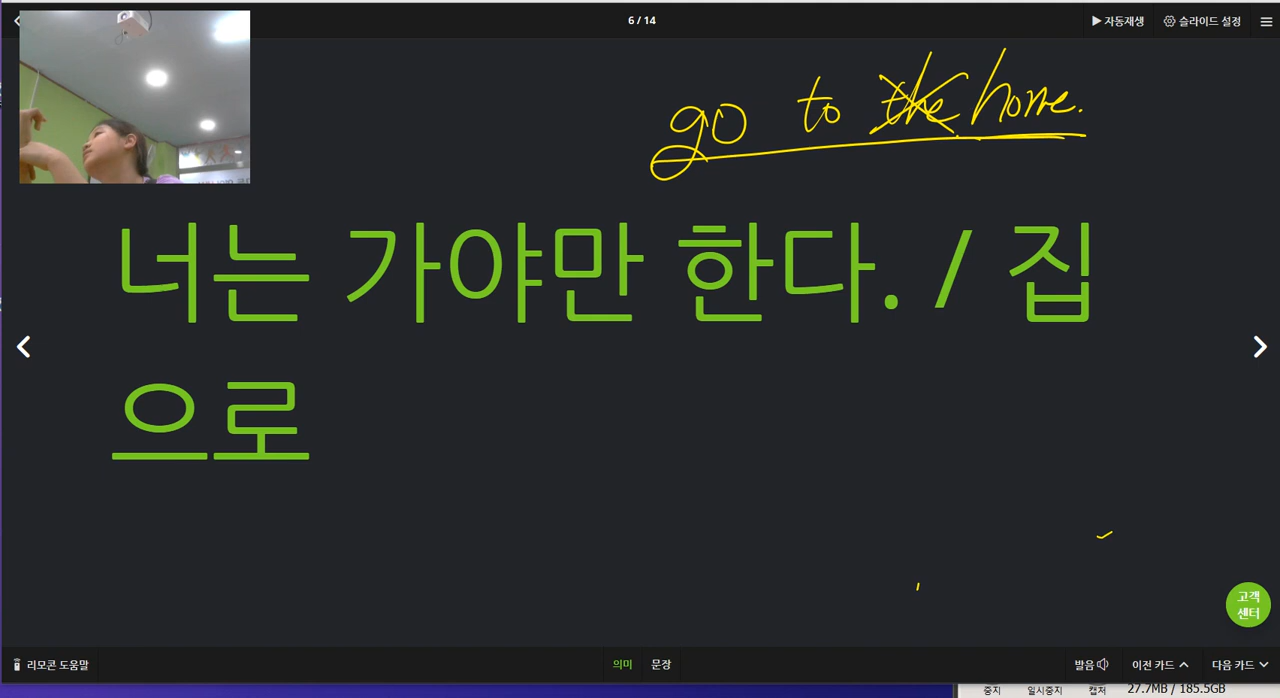 6 / 14
▶ 자동재생
슬라이드 설정
go to the home.
너는 가야만 한다. / 집
으로
고객
센터
리모콘 도움말
의미
문장
발음
이전 카드
다음 카드
중지
일시중지
캡처
27.7MB / 185.5GB